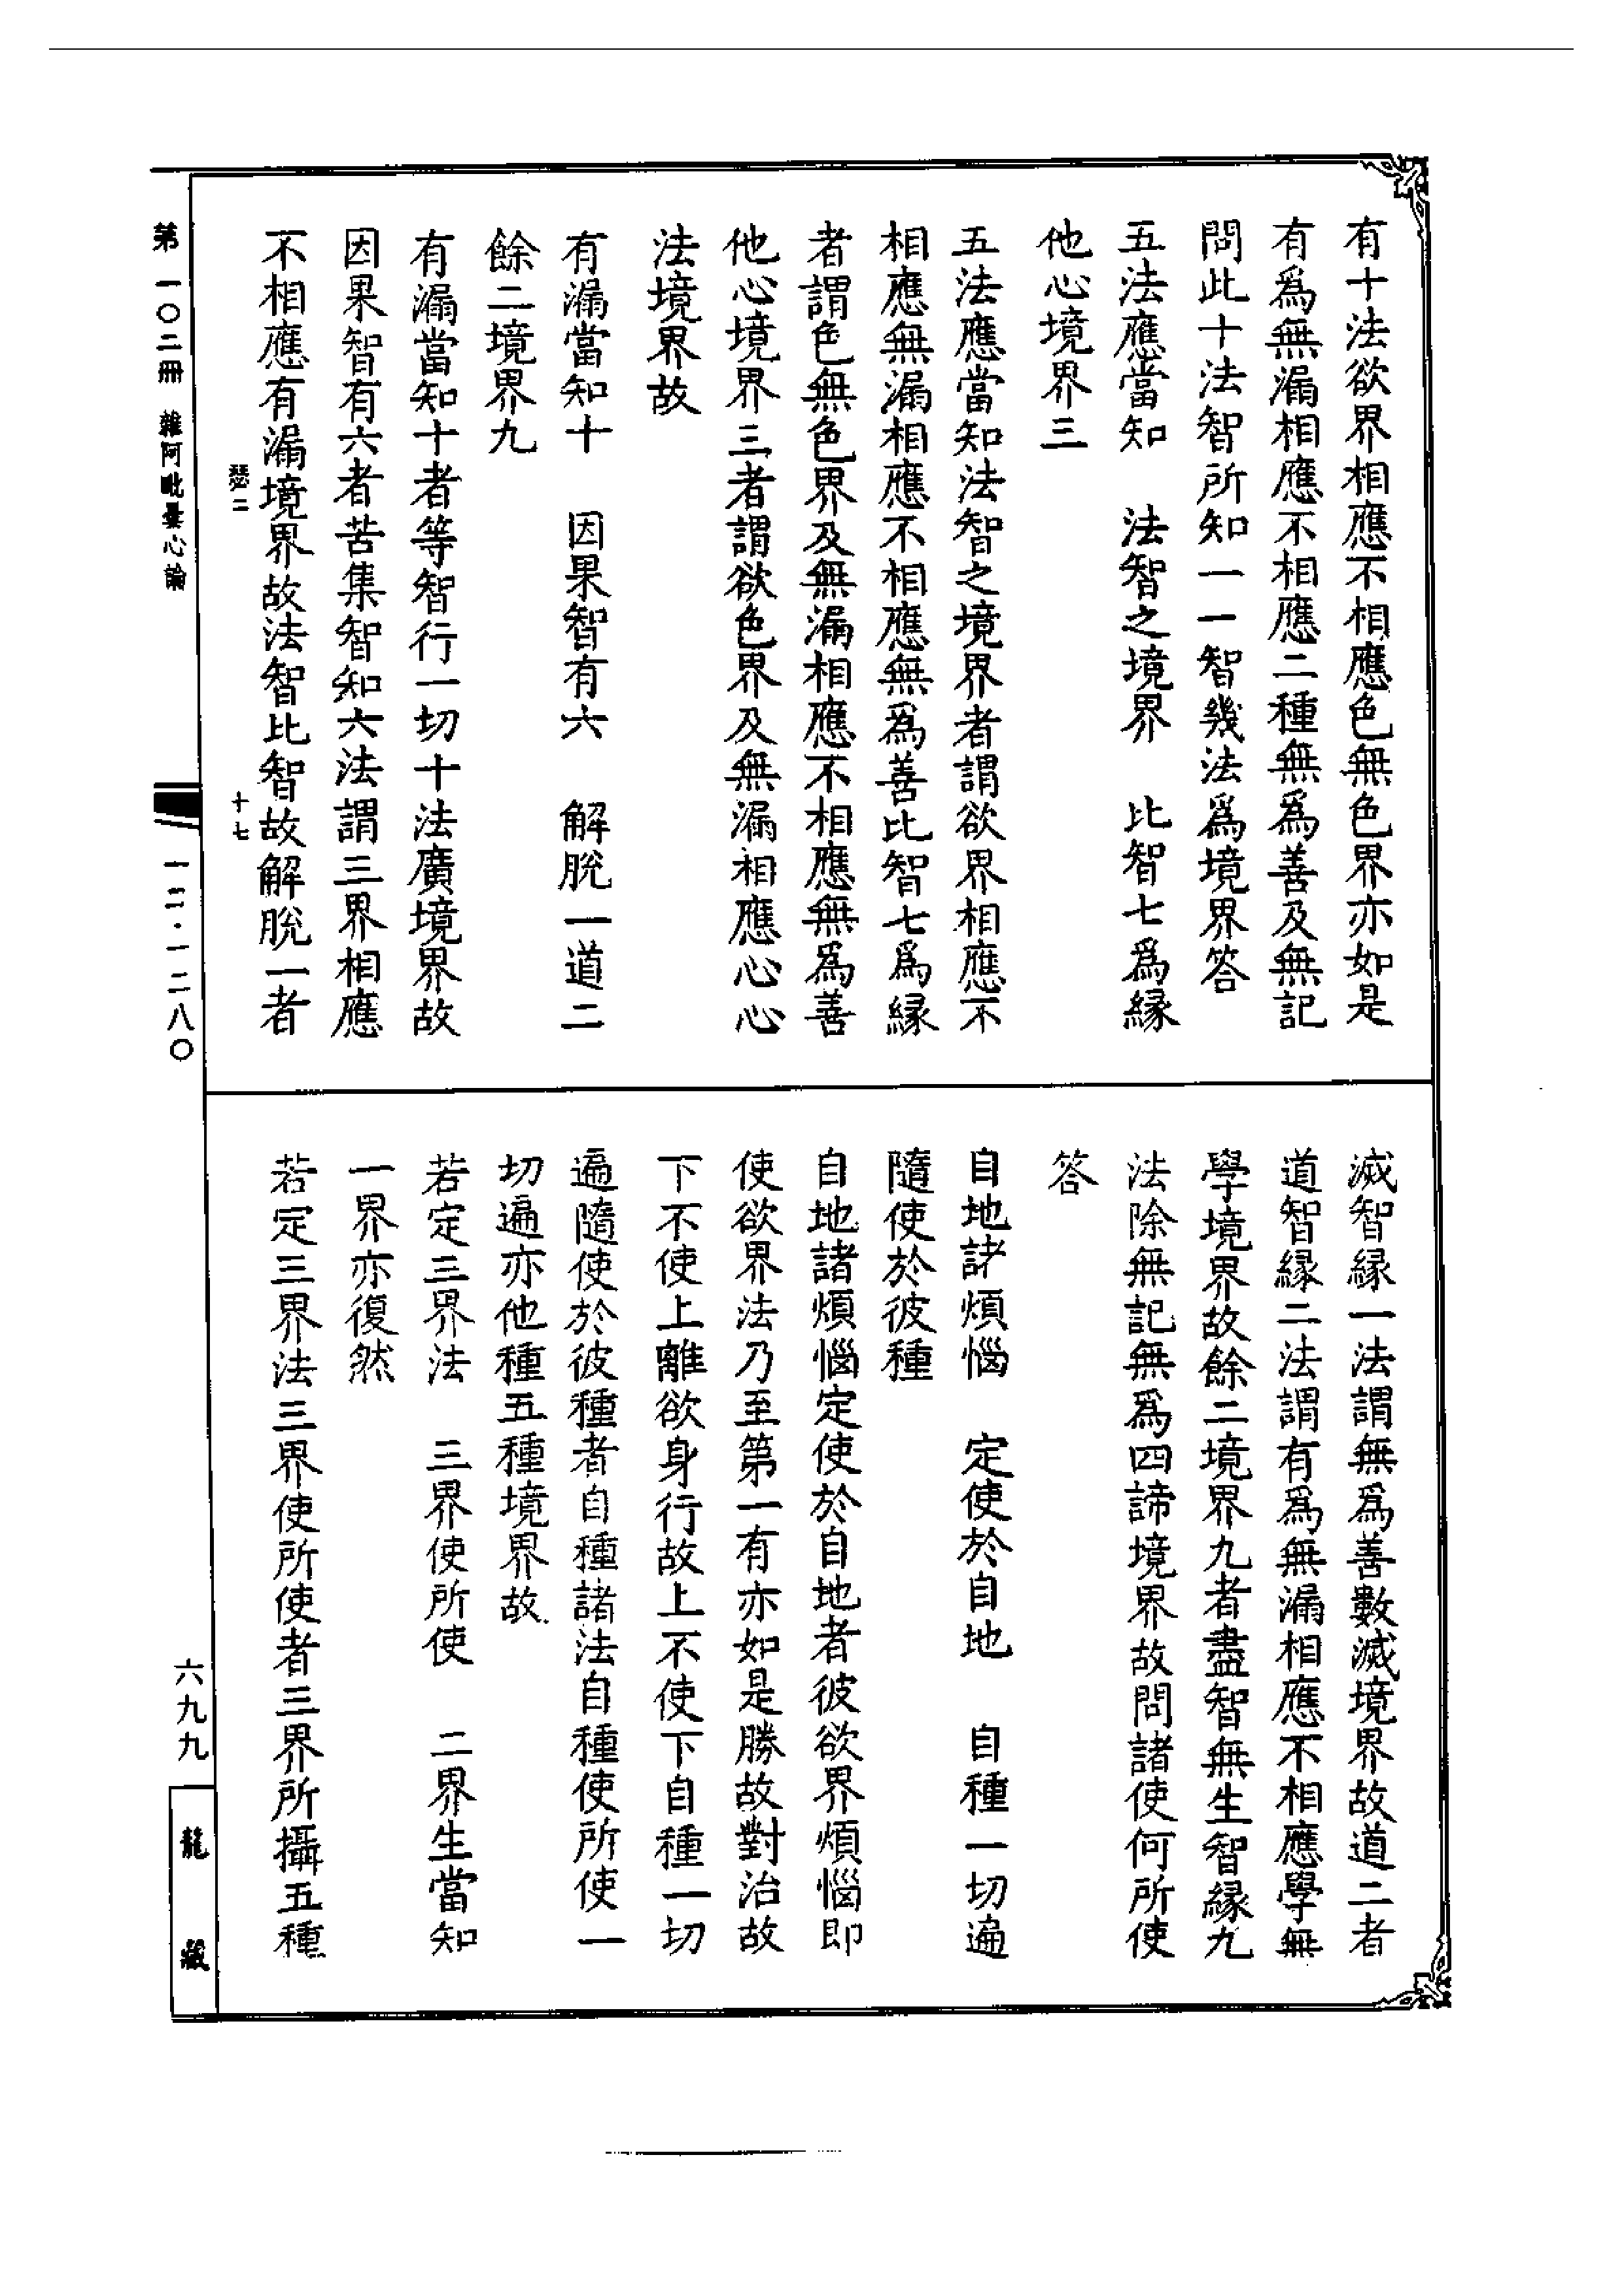 有十法欲界相應不相應色無色界亦如是
有爲無漏相應不相應二種無爲善及無記
問此十法智所知一一智幾法爲境界答
五法應當知　法智之境界　比智七爲緣
他心境界三
五法應當知法智之境界者謂欲界相應不
相應無漏相應不相應無爲善比智七爲緣
者謂色無色界及無漏相應不相應無爲善
他心境界三者謂欲色界及無漏相應心心
法境界故
有漏當知十　因果智有六　解脫一道二
餘二境界九
有漏當知十者等智行一切十法廣境界故
因果智有六者苦集智知六法謂三界相應
不相應有漏境界故法智比智故解脫一者
瑟二　十七
第一〇二冊　雜阿毗曇心論　一二·一二八〇
滅智緣一法謂無爲善數滅境界故道二者
道智緣二法謂有爲無漏相應不相應學無
學境界故餘二境界九者盡智無生智緣九
法除無記無爲四諦境界故問諸使何所使
答
自地諸煩惱　定使於自地　自種一切遍
隨使於彼種
自地諸煩惱定使於自地者彼欲界煩惱即
使欲界法乃至第一有亦如是勝故對治故
下不使上離欲身行故上不使下自種一切
遍隨使於彼種者自種諸法自種使所使一
切遍亦他種五種境界故
若定三界法　三界使所使　二界生當知
一界亦復然
若定三界法三界使所使者三界所攝五種
六九九　龍藏